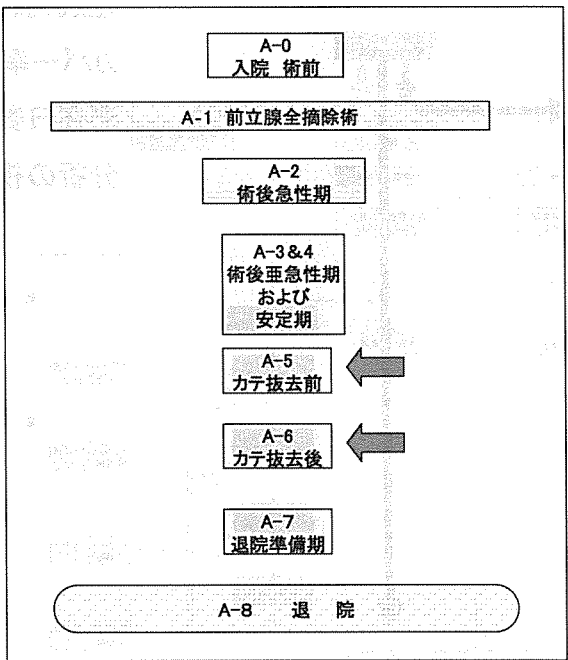 A-0
入院 術前
A-1 前立腺全摘除術
A-2
術後急性期
A-3&4
術後亜急性期
および
安定期
A-5
カテ抜去前
A-6
カテ抜去後
A-7
退院準備期
A-8 退 院